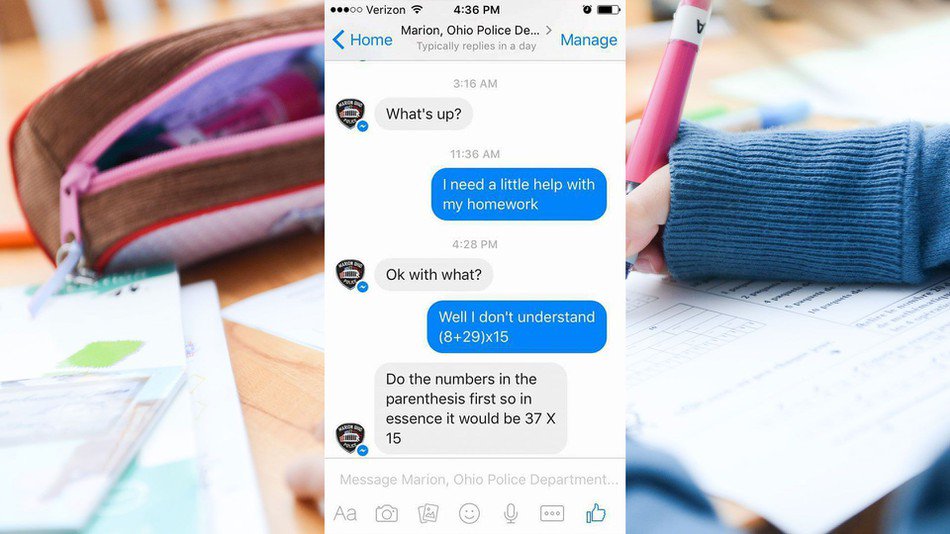 Verizon 4:36 PM
Home
Marion, Ohio Police De...
Typically replies in a day
Manage
3:16 AM
What's up?
11:36 AM
I need a little help with
my homework
4:28 PM
Ok with what?
Well I don't understand
(8+29)x15
Do the numbers in the
parenthesis first so in
essence it would be 37 X
15
Message Marion, Ohio Police Department...
Aa
A